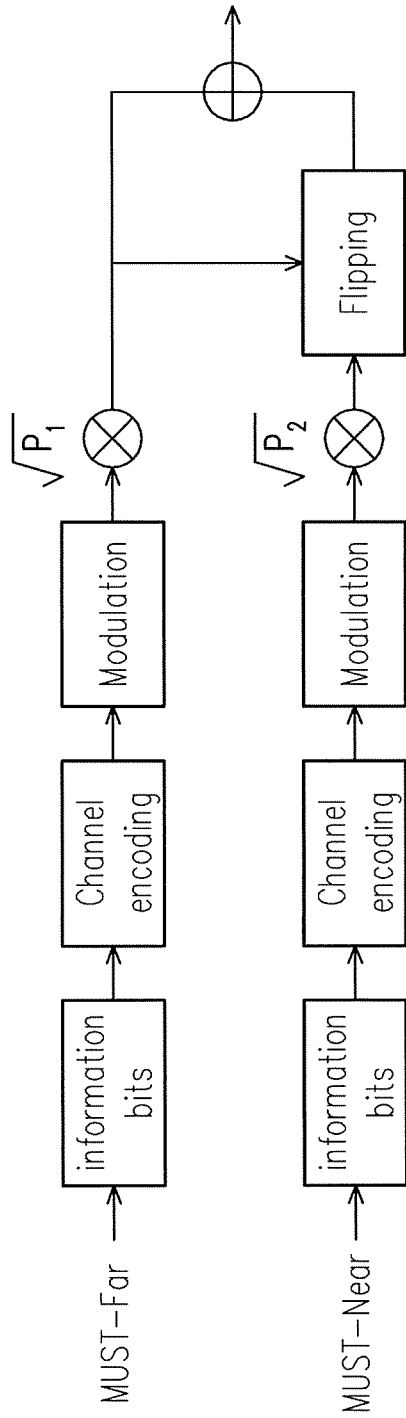 MUST-Far
information
bits
Channel
encoding
Modulation
√P₁
MUST-Near
information
bits
Channel
encoding
Modulation
√P₂
Flipping